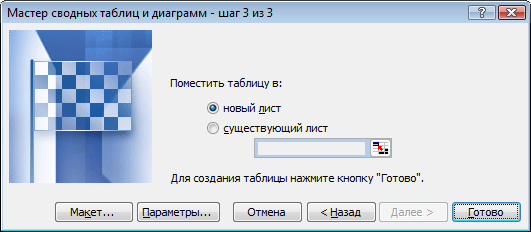 Мастер сводных таблиц и диаграмм - шаг 3 из 3
Поместить таблицу в:
новый лист
существующий лист
Для создания таблицы нажмите кнопку "Готово".
Макет... Параметры... Отмена < Назад Далее > Готово